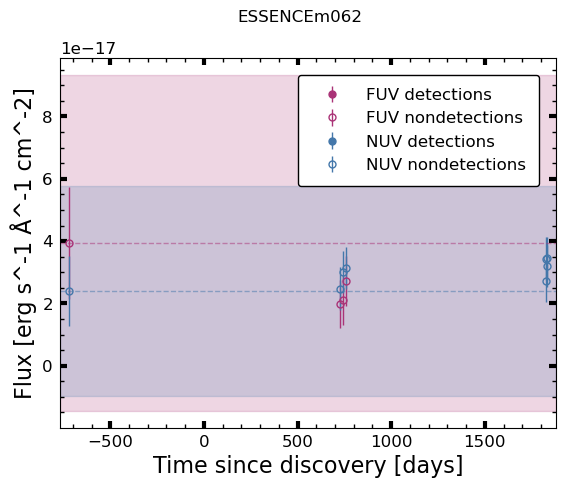 ESSENCEm062
1e−17
FUV detections
FUV nondetections
NUV detections
NUV nondetections
8
6
4
2
0
Flux [erg s^-1 Å^-1 cm^-2]
−500
0
500
1000
1500
Time since discovery [days]